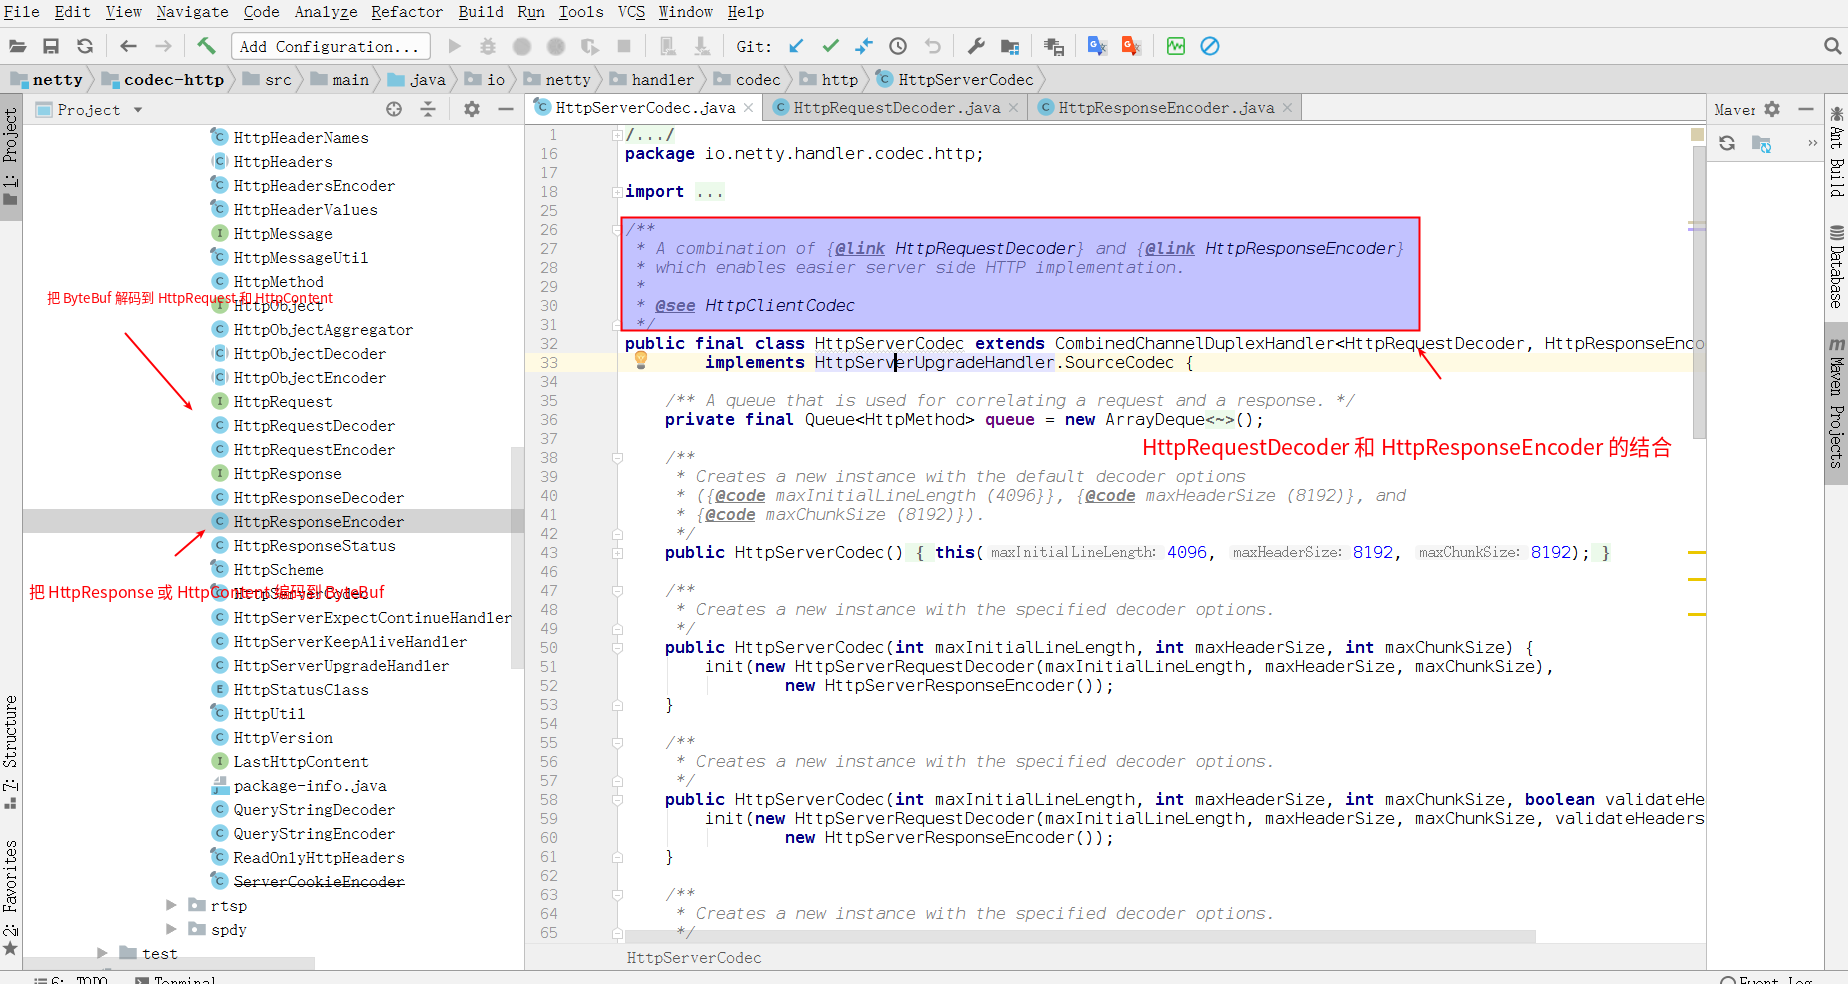 File Edit View Navigate Code Analyze Refactor Build Run Tools VCS Window Help
Add Configuration... Git:
netty codec-http src main java io netty handler codec http HttpServerCodec
Project
HttpServerCodec.java HttpRequestDecoder.java HttpResponseEncoder.java
Maver
1: Project
7: Structure
2: Favorites
Ant Build
Database
Maven Projects
HttpHeaderNames
HttpHeaders
HttpHeadersEncoder
HttpHeaderValues
HttpMessage
HttpMessageUtil
HttpMethod
把 ByteBuf 解码到 HttpRequest 和 HttpContent
HttpObject
HttpObjectAggregator
HttpObjectDecoder
HttpObjectEncoder
HttpRequest
HttpRequestDecoder
HttpRequestEncoder
HttpResponse
HttpResponseDecoder
HttpResponseEncoder
HttpResponseStatus
HttpScheme
把 HttpResponse 或 HttpContent 编码到 ByteBuf
HttpServerCodec
HttpServerExpectContinueHandler
HttpServerKeepAliveHandler
HttpServerUpgradeHandler
HttpStatusClass
HttpUtil
HttpVersion
LastHttpContent
package-info.java
QueryStringDecoder
QueryStringEncoder
ReadOnlyHttpHeaders
ServerCookieEncoder
rtsp
spdy
test
1 /.../
16 package io.netty.handler.codec.http;
17
18 import ...
25
26 /**
27 * A combination of {@link HttpRequestDecoder} and {@link HttpResponseEncoder}
28 * which enables easier server side HTTP implementation.
29 *
30 * @see HttpClientCodec
31 */
32 public final class HttpServerCodec extends CombinedChannelDuplexHandler<HttpRequestDecoder, HttpResponseEnco
33 implements HttpServerUpgradeHandler.SourceCodec {
34
35 /** A queue that is used for correlating a request and a response. */
36 private final Queue<HttpMethod> queue = new ArrayDeque<~>();
37
HttpRequestDecoder 和 HttpResponseEncoder 的结合
38 /**
39 * Creates a new instance with the default decoder options
40 * ({@code maxInitialLineLength (4096}}, {@code maxHeaderSize (8192)}, and
41 * {@code maxChunkSize (8192)}).
42 */
43 public HttpServerCodec() { this( maxInitialLineLength: 4096, maxHeaderSize: 8192, maxChunkSize: 8192); }
46
47 /**
48 * Creates a new instance with the specified decoder options.
49 */
50 public HttpServerCodec(int maxInitialLineLength, int maxHeaderSize, int maxChunkSize) {
51 init(new HttpServerRequestDecoder(maxInitialLineLength, maxHeaderSize, maxChunkSize),
52 new HttpServerResponseEncoder());
53 }
54
55 /**
56 * Creates a new instance with the specified decoder options.
57 */
58 public HttpServerCodec(int maxInitialLineLength, int maxHeaderSize, int maxChunkSize, boolean validateHe
59 init(new HttpServerRequestDecoder(maxInitialLineLength, maxHeaderSize, maxChunkSize, validateHeaders
60 new HttpServerResponseEncoder());
61 }
62
63 /**
64 * Creates a new instance with the specified decoder options.
65 */
HttpServerCodec
6: TODO Terminal Event Log